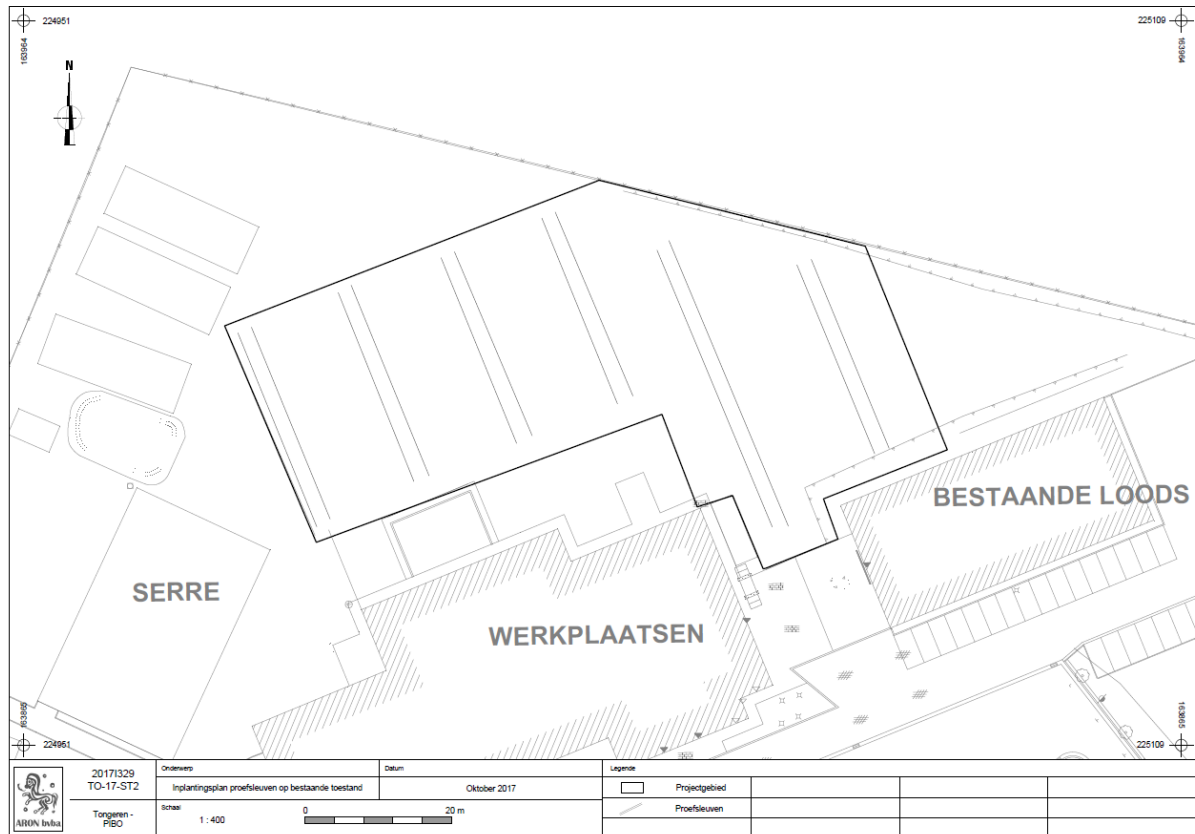 224951
163964
225109
163964
N
SERRE
WERKPLAATSEN
BESTAANDE LOODS
163865
224951
163865
225109
ARON bvba
2017I329
TO-17-ST2
Tongeren -
PIBO
Onderwerp
Inplantingsplan proefsleuven op bestaande toestand
Datum
Oktober 2017
Schaal
1 : 400
0
20 m
Legende
Projectgebied
Proefsleuven